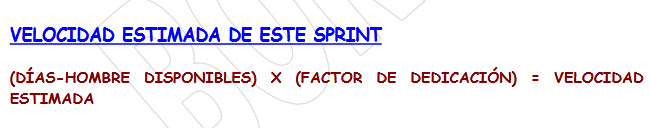 VELOCIDAD ESTIMADA DE ESTE SPRINT
(DÍAS-HOMBRE DISPONIBLES) X (FACTOR DE DEDICACIÓN) = VELOCIDAD
ESTIMADA